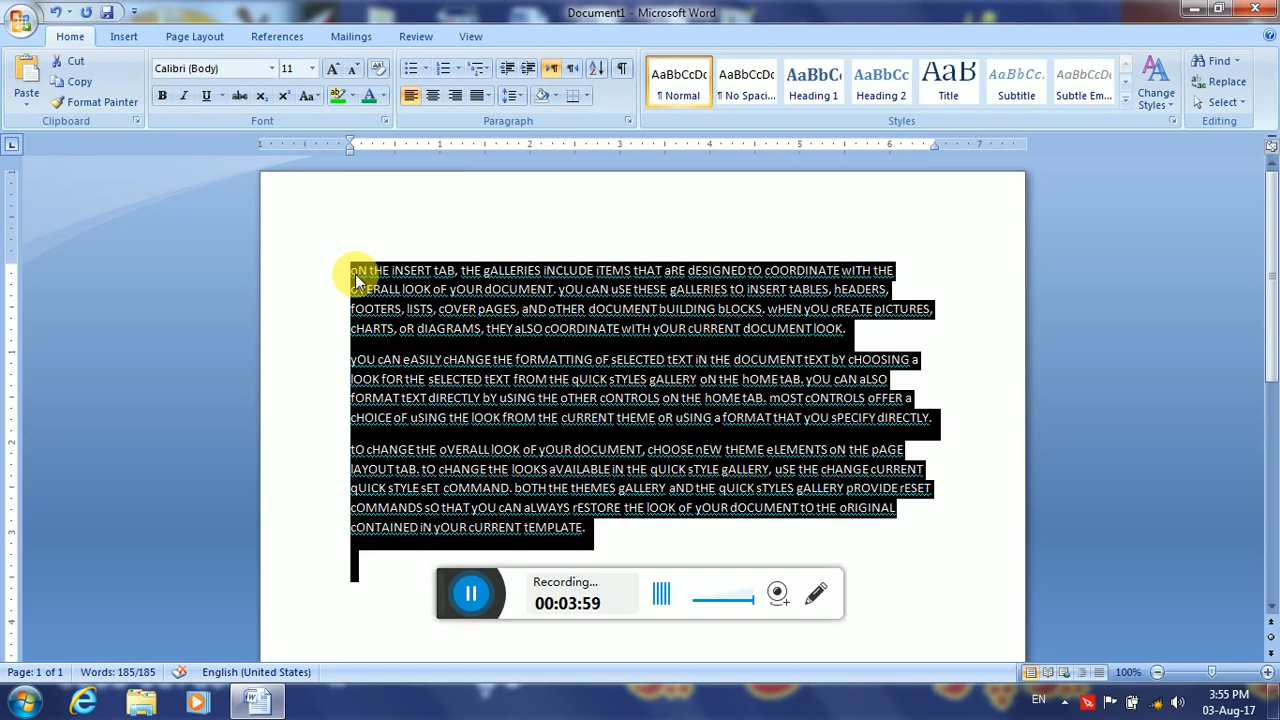 Document1 - Microsoft Word
Home Insert Page Layout References Mailings Review View
Paste Cut Copy Format Painter Clipboard
Calibri (Body) 11 Font
Paragraph
AaBbCcDc ¶ Normal AaBbCcDc ¶ No Spaci... AaBbC Heading 1 AaBbCc Heading 2 AaB Title AaBbCcL Subtitle AaBbCcDc Subtle Em... Change Styles Styles
Find Replace Select Editing
1 1 2 3 4 5 6 7
oN tHE iNSERT tAB, tHE gALLERIES iNCLUDE iTEMS tHAT aRE dESIGNED tO cOORDINATE wITH tHE
oVERALL lOOK oF yOUR dOCUMENT. yOU cAN uSE tHESE gALLERIES tO iNSERT tABLES, hEADERS,
fOOTERS, lISTS, cOVER pAGES, aND oTHER dOCUMENT bUILDING bLOCKS. wHEN yOU cREATE pICTURES,
cHARTS, oR dIAGRAMS, tHEY aLSO cOORDINATE wITH yOUR cURRENT dOCUMENT lOOK.
yOU cAN eASILY cHANGE tHE fORMATTING oF sELECTED tEXT iN tHE dOCUMENT tEXT bY cHOOSING a
lOOK fOR tHE sELECTED tEXT fROM tHE qUICK sTYLES gALLERY oN tHE hOME tAB. yOU cAN aLSO
fORMAT tEXT dIRECTLY bY uSING tHE oTHER cONTROLS oN tHE hOME tAB. mOST cONTROLS oFFER a
cHOICE oF uSING tHE lOOK fROM tHE cURRENT tHEME oR uSING a fORMAT tHAT yOU sPECIFY dIRECTLY.
tO cHANGE tHE oVERALL lOOK oF yOUR dOCUMENT, cHOOSE nEW tHEME eLEMENTS oN tHE pAGE
lAYOUT tAB. tO cHANGE tHE lOOKS aVAILABLE iN tHE qUICK sTYLE gALLERY, uSE tHE cHANGE cURRENT
qUICK sTYLE sET cOMMAND. bOTH tHE tHEMES gALLERY aND tHE qUICK sTYLES gALLERY pROVIDE rESET
cOMMANDS sO tHAT yOU cAN aLWAYS rESTORE tHE lOOK oF yOUR dOCUMENT tO tHE oRIGINAL
cONTAINED iN yOUR cURRENT tEMPLATE.
Recording...
00:03:59
Page: 1 of 1 Words: 185/185 English (United States) 100%
EN 3:55 PM
03-Aug-17